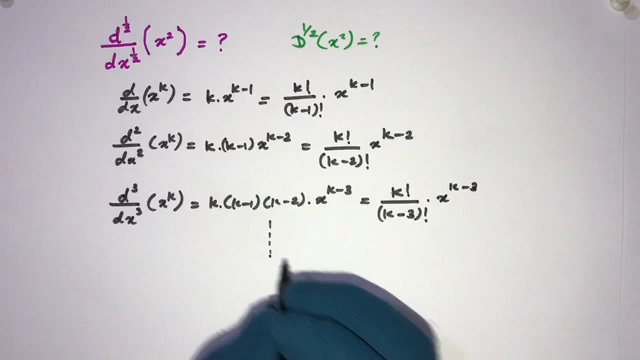 d^{1/2}/dx^{1/2} (x²) = ? D^{1/2}(x²) = ?
d/dx (x^k) = k.x^{k-1} = k!/(k-1)! · x^{k-1}
d²/dx² (x^k) = k.(k-1)x^{k-2} = k!/(k-2)! x^{k-2}
d³/dx³ (x^k) = k.(k-1)(k-2)·x^{k-3} = k!/(k-3)! · x^{k-3}